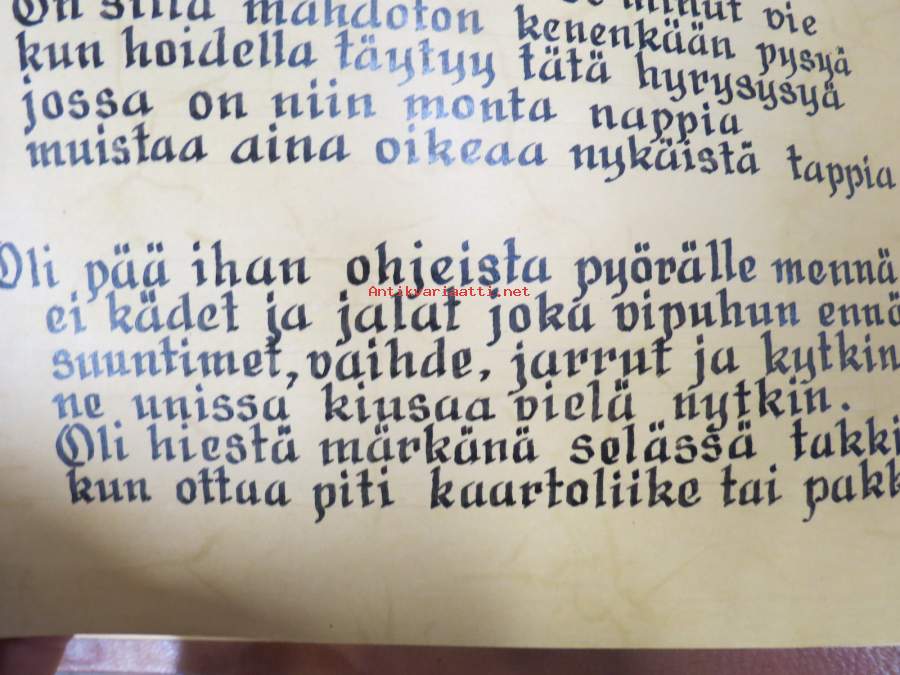 On sillä mahdoton minut vie
kun hoidella täytyy tätä kenenkään pysyä
jossa on niin monta hyrysysyä
nappia
muistaa aina oikeaa nykäistä tappia
Oli pää ihan ohjeista pyörälle mennä
Antikvariaatti.net
ei kädet ja jalat joka vipuhun ennä
suuntimet, vaihde, jarrut ja kytkin
ne unissa kiusaa vielä nytkin.
Oli hiestä märkänä selässä takki
kun ottaa piti kaartoliike tai pakk